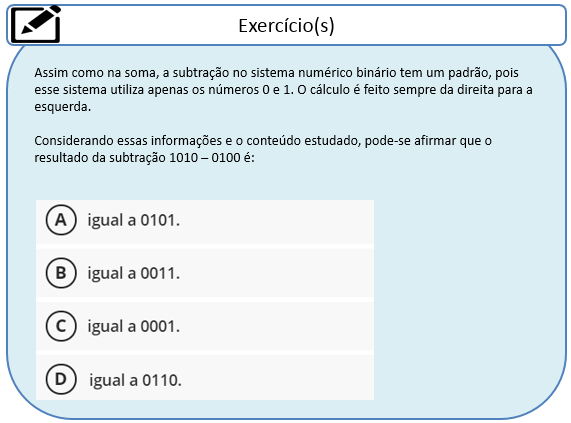 Exercício(s)
Assim como na soma, a subtração no sistema numérico binário tem um padrão, pois
esse sistema utiliza apenas os números 0 e 1. O cálculo é feito sempre da direita para a
esquerda.
Considerando essas informações e o conteúdo estudado, pode-se afirmar que o
resultado da subtração 1010 – 0100 é:
A igual a 0101.
B igual a 0011.
C igual a 0001.
D igual a 0110.